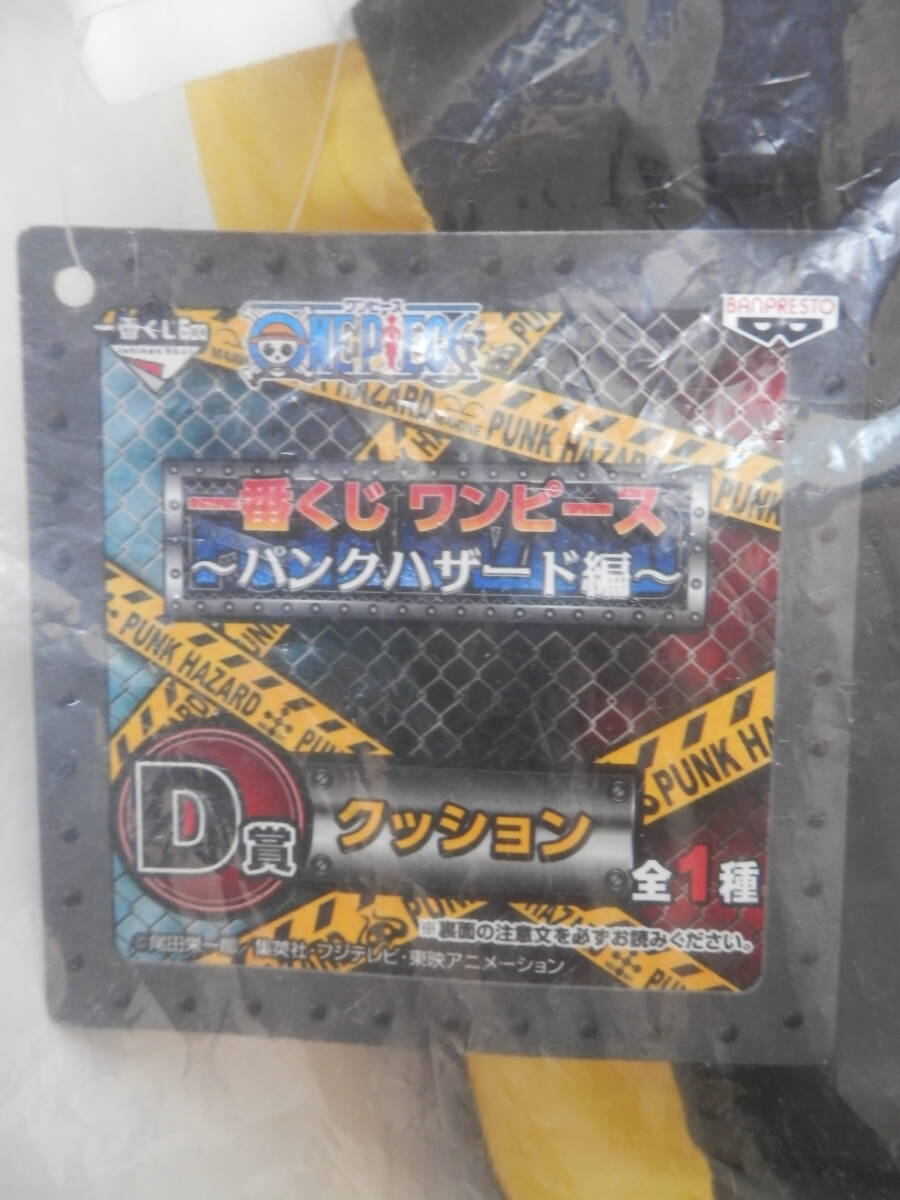 一番くじ
ワンピース
ONE PIECE
BANPRESTO
K HAZARD
MARINE
PUNK HAZARD
PUNK
一番くじ ワンピース
～パンクハザード編～
PUNK HAZARD
PUN
PUNK HA
D賞
クッション
全1種
※裏面の注意文を必ずお読みください。
©尾田栄一郎／集英社・フジテレビ・東映アニメーション